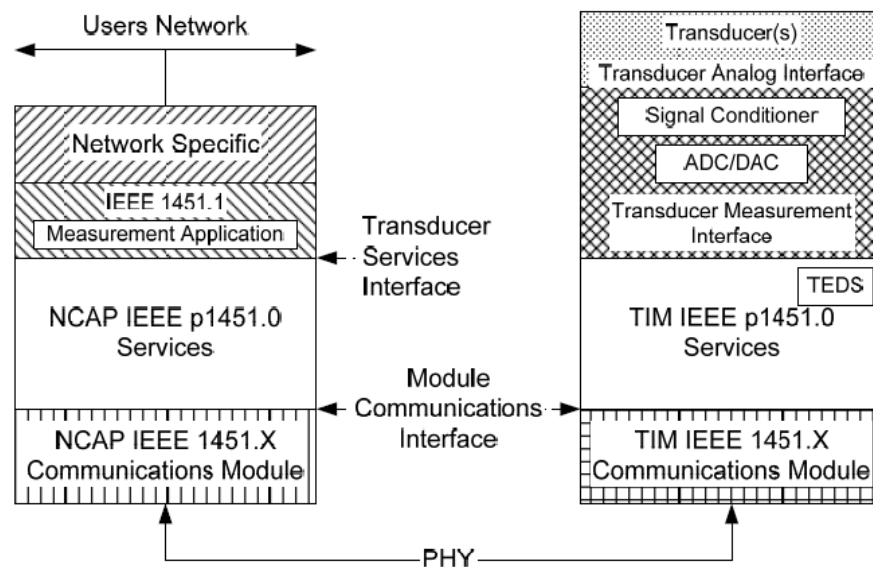 Users Network
Network Specific
IEEE 1451.1
Measurement Application
NCAP IEEE p1451.0
Services
NCAP IEEE 1451.X
Communications Module
Transducer
Services
Interface
Module
Communications
Interface
PHY
Transducer(s)
Transducer Analog Interface
Signal Conditioner
ADC/DAC
Transducer Measurement
Interface
TEDS
TIM IEEE p1451.0
Services
TIM IEEE 1451.X
Communications Module